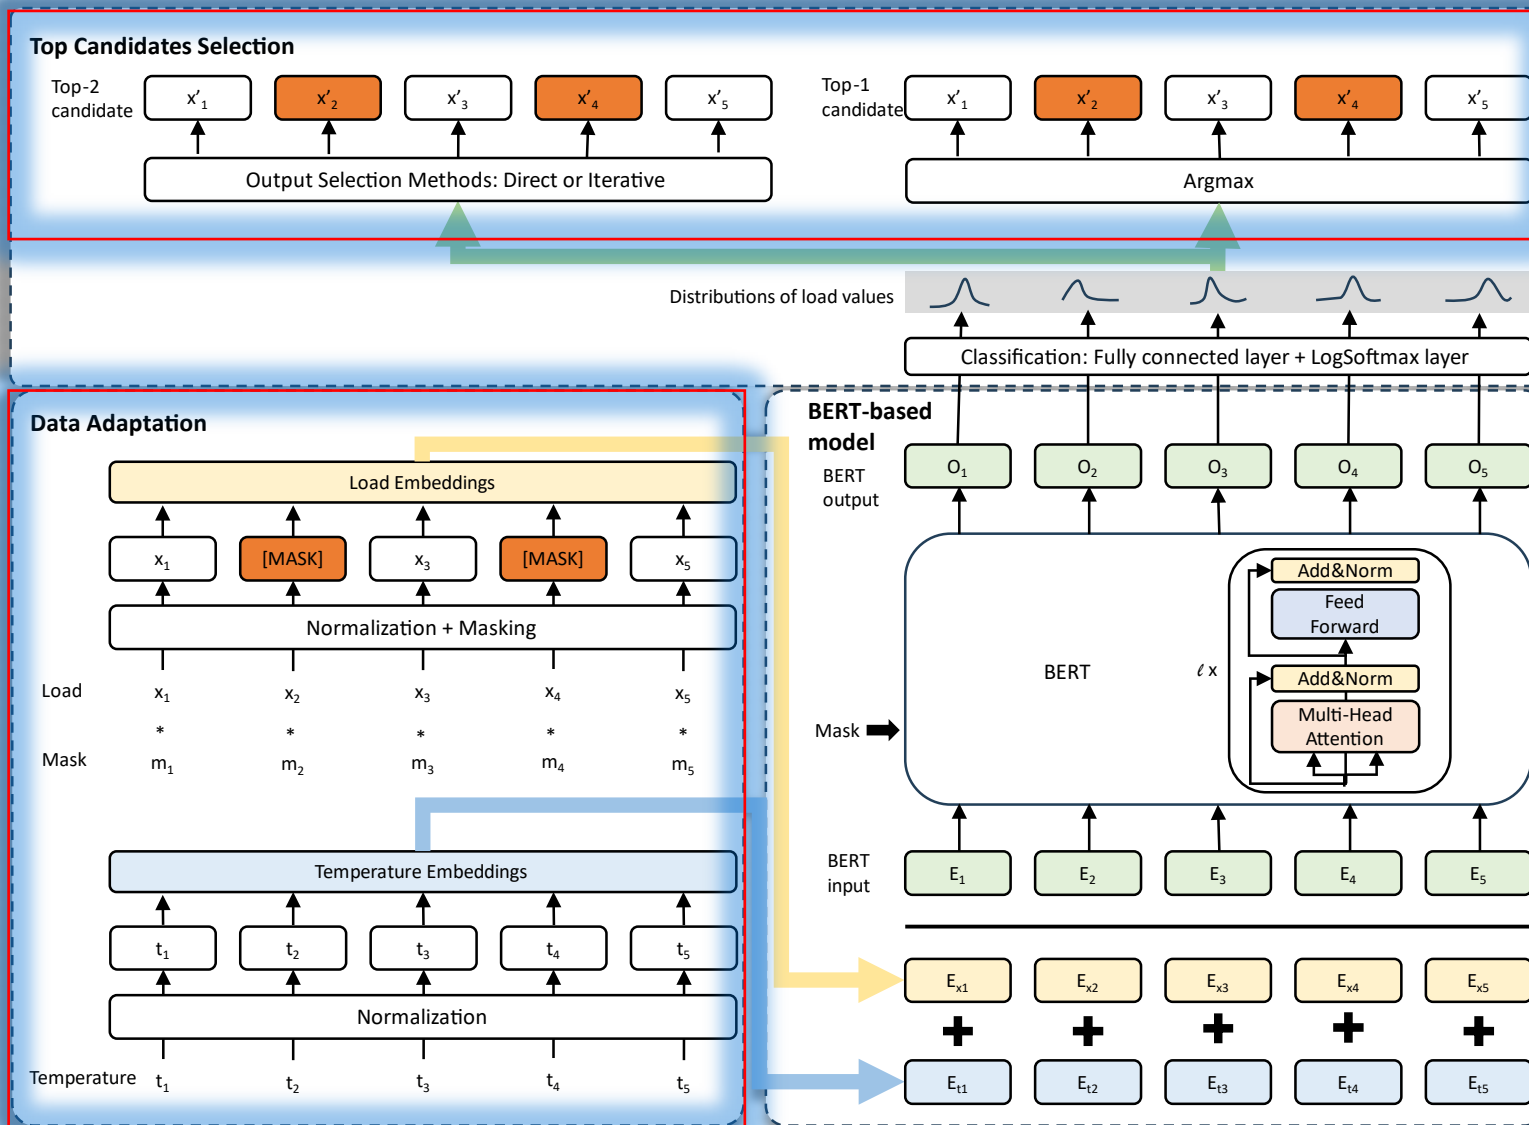 Top Candidates Selection
Top-2
candidate
x'₁ x'₂ x'₃ x'₄ x'₅
Output Selection Methods: Direct or Iterative
Top-1
candidate
x'₁ x'₂ x'₃ x'₄ x'₅
Argmax
Distributions of load values
Classification: Fully connected layer + LogSoftmax layer
Data Adaptation
Load Embeddings
x₁ [MASK] x₃ [MASK] x₅
Normalization + Masking
Load x₁ x₂ x₃ x₄ x₅
* * * * *
Mask m₁ m₂ m₃ m₄ m₅
Temperature Embeddings
t₁ t₂ t₃ t₄ t₅
Normalization
Temperature t₁ t₂ t₃ t₄ t₅
BERT-based
model
BERT
output
O₁ O₂ O₃ O₄ O₅
BERT
ℓ x
Add&Norm
Feed
Forward
Add&Norm
Multi-Head
Attention
Mask
BERT
input
E₁ E₂ E₃ E₄ E₅
Eₓ₁ Eₓ₂ Eₓ₃ Eₓ₄ Eₓ₅
+ + + + +
Eₜ₁ Eₜ₂ Eₜ₃ Eₜ₄ Eₜ₅